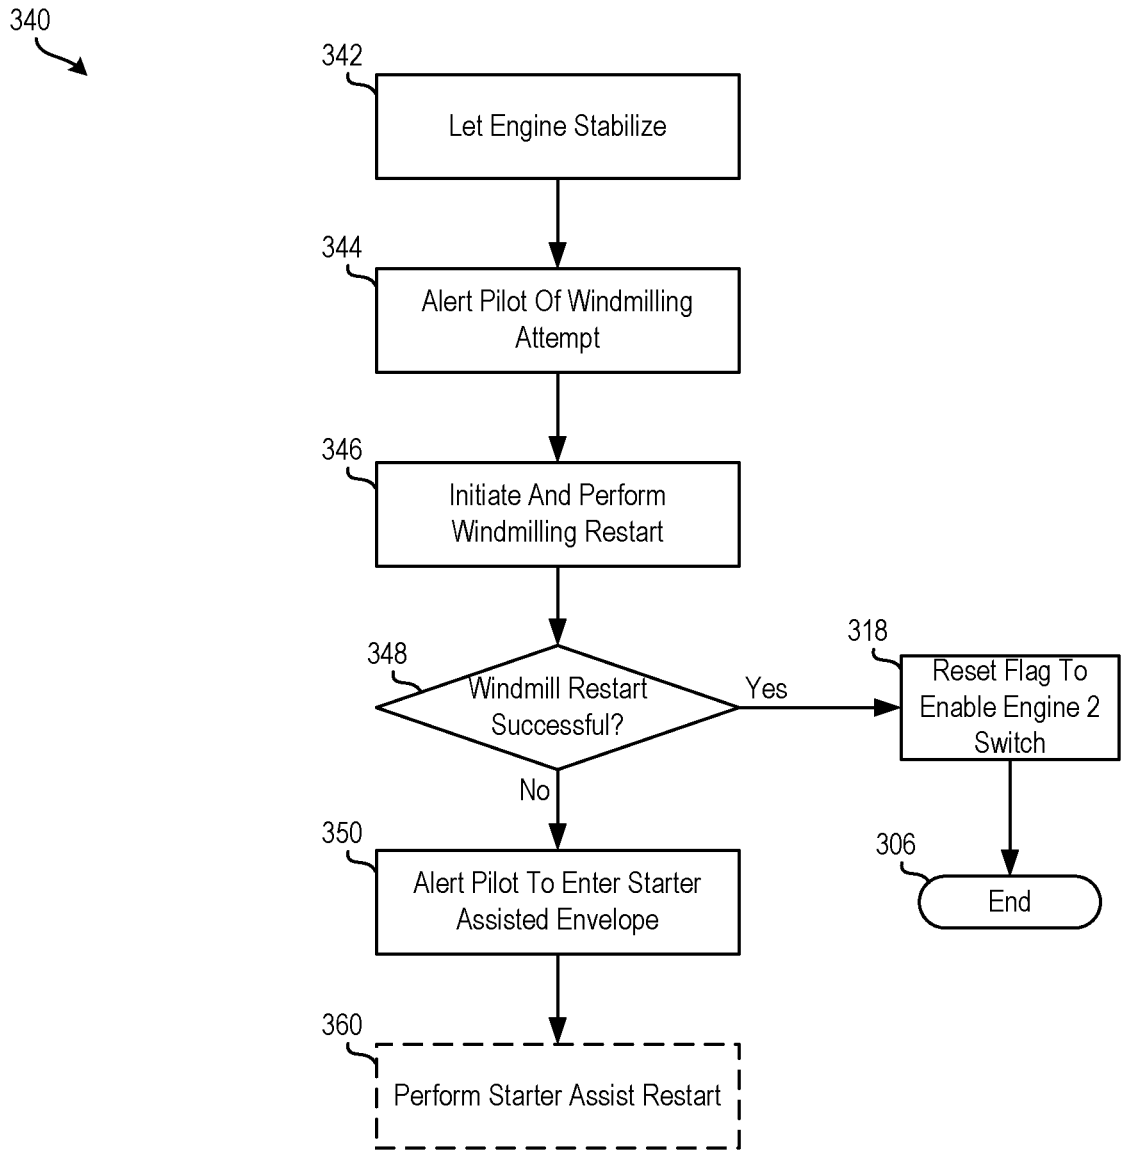 340
342
Let Engine Stabilize
344
Alert Pilot Of Windmilling
Attempt
346
Initiate And Perform
Windmilling Restart
348
Windmill Restart
Successful?
Yes
318
Reset Flag To
Enable Engine 2
Switch
No
350
Alert Pilot To Enter Starter
Assisted Envelope
306
End
360
Perform Starter Assist Restart